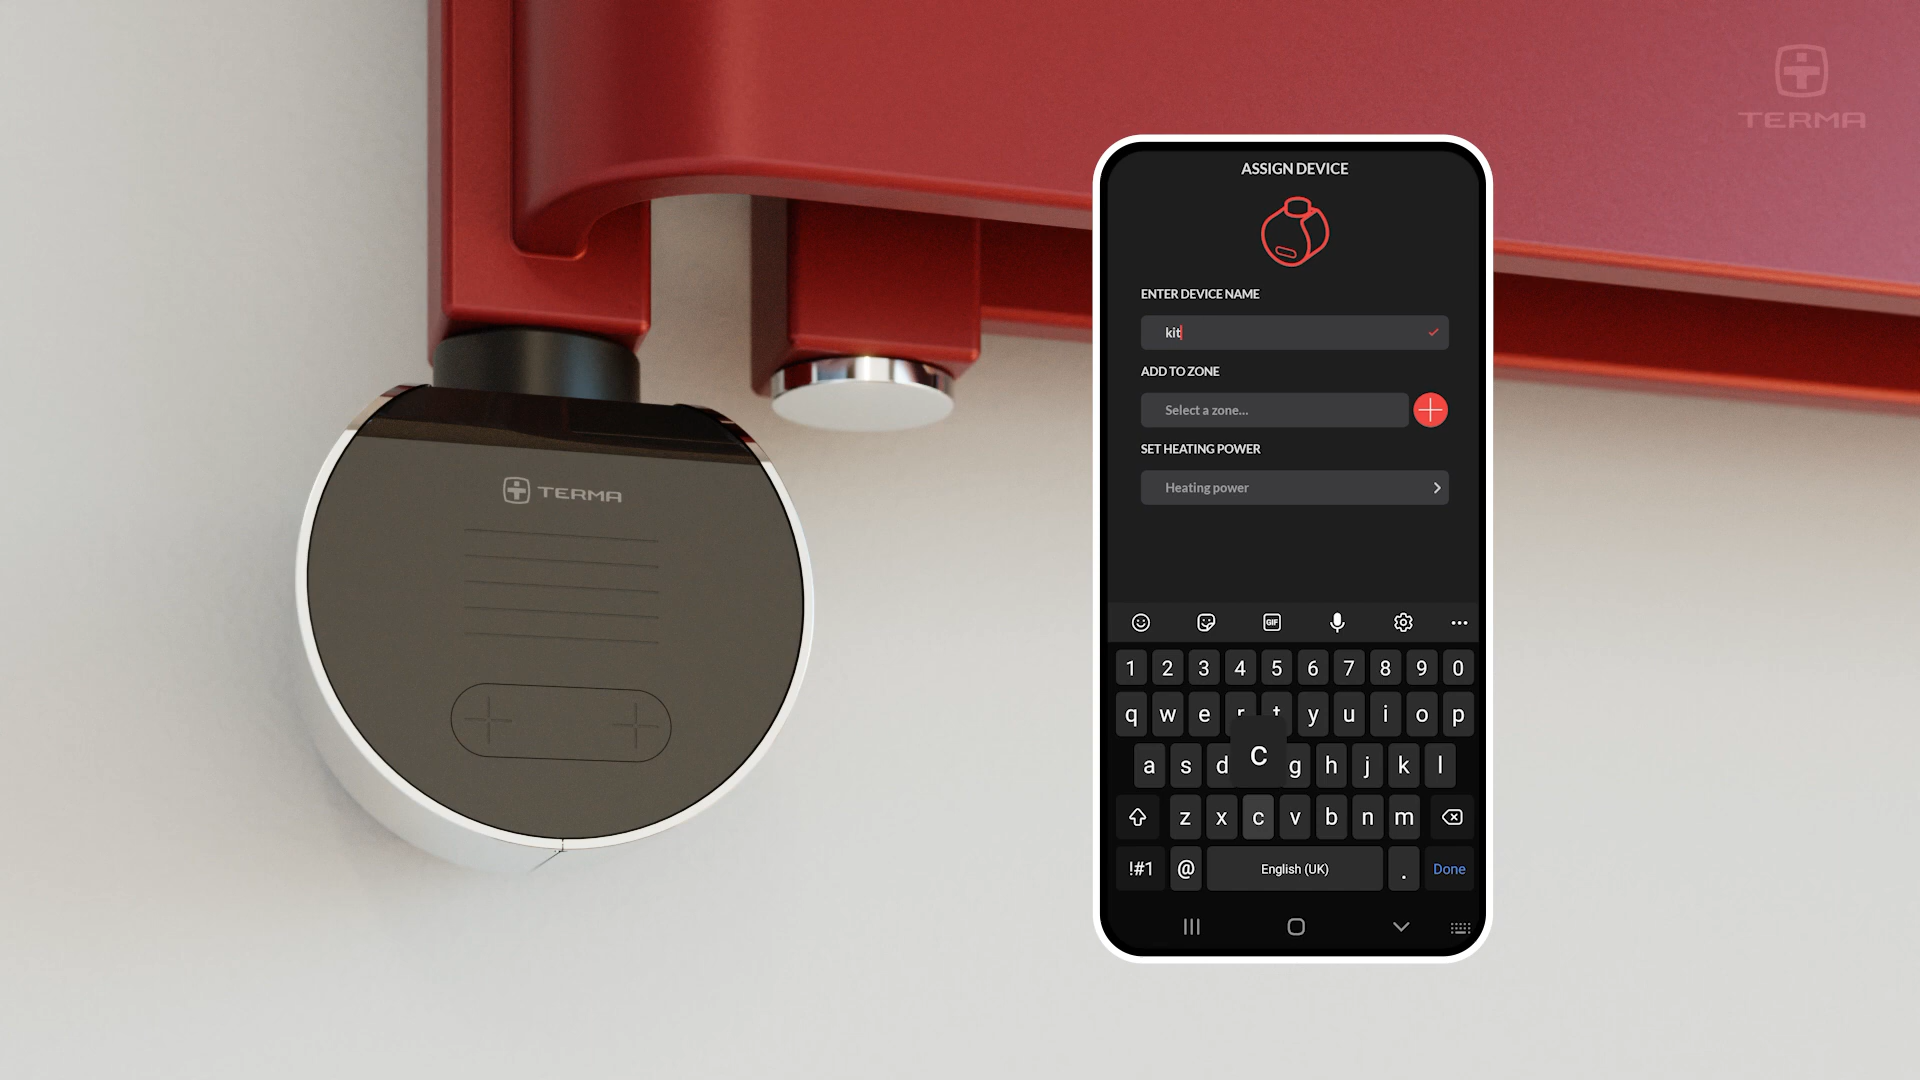 TERMA
TERMA
ASSIGN DEVICE
ENTER DEVICE NAME
kit
ADD TO ZONE
Select a zone...
SET HEATING POWER
Heating power
GIF
1 2 3 4 5 6 7 8 9 0
q w e r t y u i o p
c
a s d g h j k l
z x c v b n m
!#1 @ English (UK) . Done